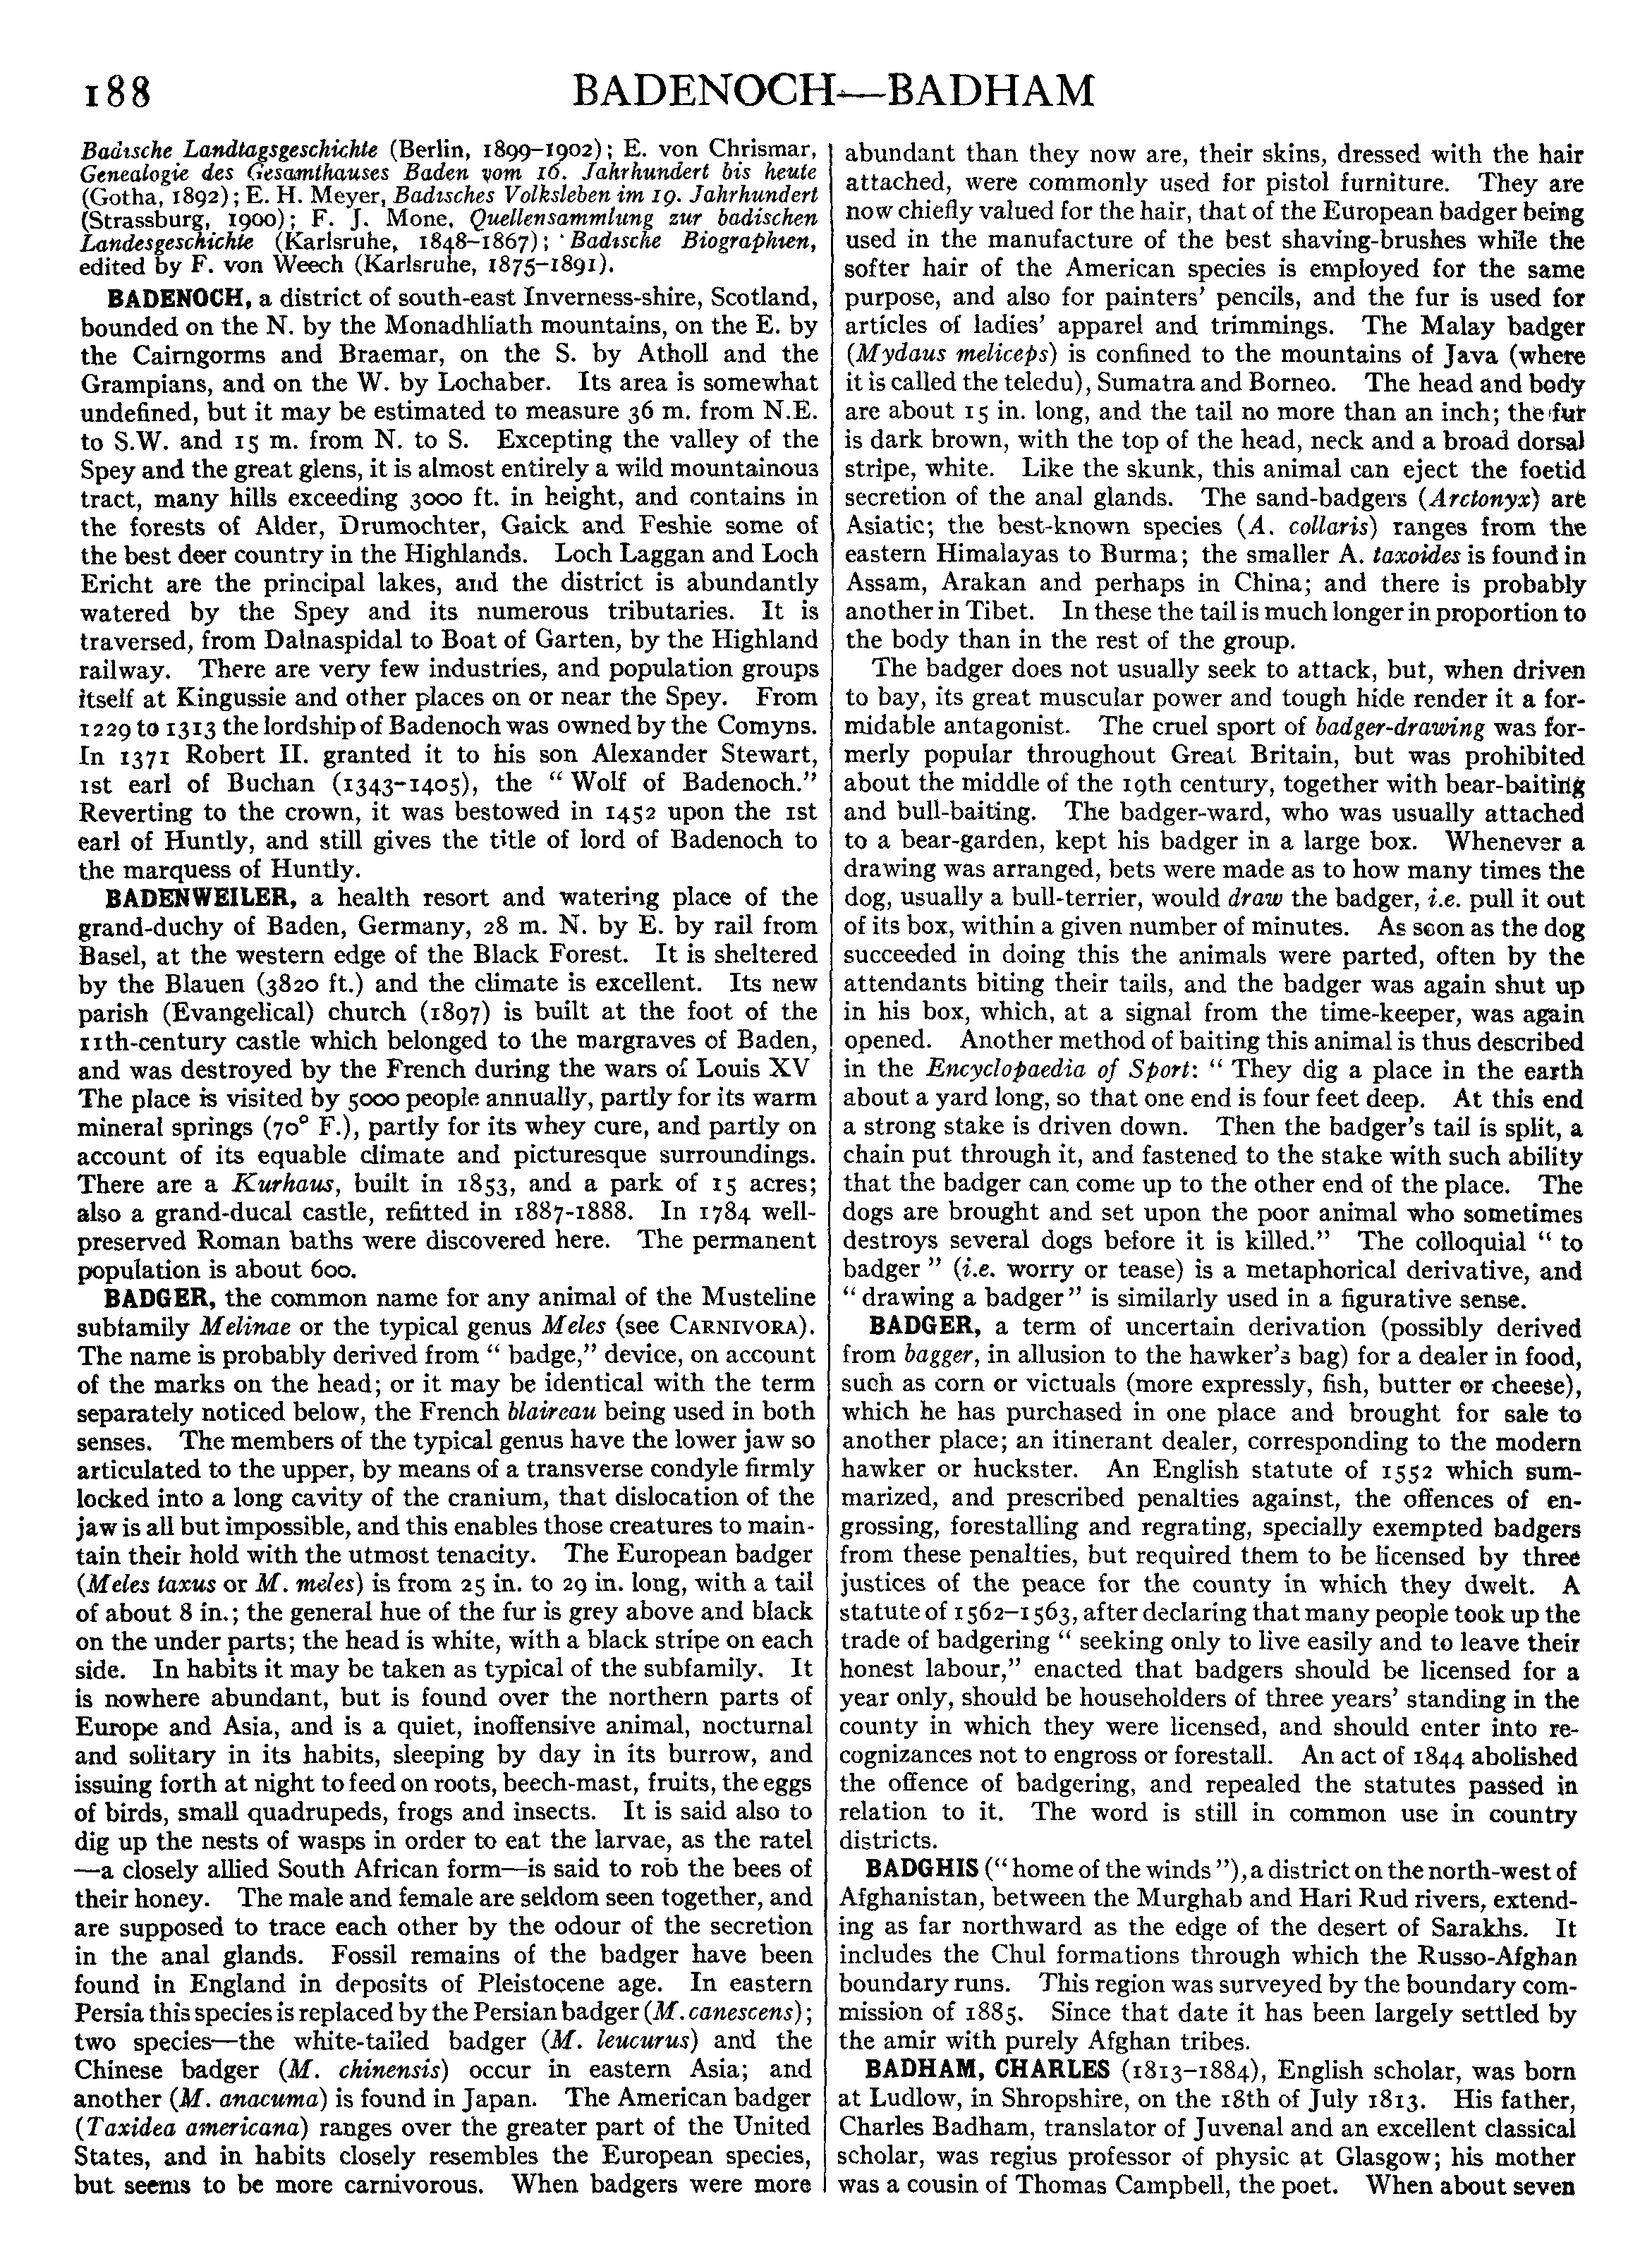 188
BADENOCH—BADHAM
Badische Landtagsgeschichte (Berlin, 1899–1902); E. von Chrismar,
Genealogie des Gesamthauses Baden vom 16. Jahrhundert bis heute
(Gotha, 1892); E. H. Meyer, Badisches Volksleben im 19. Jahrhundert
(Strassburg, 1900); F. J. Mone, Quellensammlung zur badischen
Landesgeschichte (Karlsruhe, 1848–1867); Badische Biographien,
edited by F. von Weech (Karlsruhe, 1875–1891).
BADENOCH, a district of south-east Inverness-shire, Scotland,
bounded on the N. by the Monadhliath mountains, on the E. by
the Cairngorms and Braemar, on the S. by Atholl and the
Grampians, and on the W. by Lochaber. Its area is somewhat
undefined, but it may be estimated to measure 36 m. from N.E.
to S.W. and 15 m. from N. to S. Excepting the valley of the
Spey and the great glens, it is almost entirely a wild mountainous
tract, many hills exceeding 3000 ft. in height, and contains in
the forests of Alder, Drumochter, Gaick and Feshie some of
the best deer country in the Highlands. Loch Laggan and Loch
Ericht are the principal lakes, and the district is abundantly
watered by the Spey and its numerous tributaries. It is
traversed, from Dalnaspidal to Boat of Garten, by the Highland
railway. There are very few industries, and population groups
itself at Kingussie and other places on or near the Spey. From
1229 to 1313 the lordship of Badenoch was owned by the Comyns.
In 1371 Robert II. granted it to his son Alexander Stewart,
1st earl of Buchan (1343–1405), the “Wolf of Badenoch.”
Reverting to the crown, it was bestowed in 1452 upon the 1st
earl of Huntly, and still gives the title of lord of Badenoch to
the marquess of Huntly.
BADENWEILER, a health resort and watering place of the
grand-duchy of Baden, Germany, 28 m. N. by E. by rail from
Basel, at the western edge of the Black Forest. It is sheltered
by the Blauen (3820 ft.) and the climate is excellent. Its new
parish (Evangelical) church (1897) is built at the foot of the
11th-century castle which belonged to the margraves of Baden,
and was destroyed by the French during the wars of Louis XV
The place is visited by 5000 people annually, partly for its warm
mineral springs (70° F.), partly for its whey cure, and partly on
account of its equable climate and picturesque surroundings.
There are a Kurhaus, built in 1853, and a park of 15 acres;
also a grand-ducal castle, refitted in 1887-1888. In 1784 well-
preserved Roman baths were discovered here. The permanent
population is about 600.
BADGER, the common name for any animal of the Musteline
subfamily Melinae or the typical genus Meles (see CARNIVORA).
The name is probably derived from “ badge,” device, on account
of the marks on the head; or it may be identical with the term
separately noticed below, the French blaireau being used in both
senses. The members of the typical genus have the lower jaw so
articulated to the upper, by means of a transverse condyle firmly
locked into a long cavity of the cranium, that dislocation of the
jaw is all but impossible, and this enables those creatures to main-
tain their hold with the utmost tenacity. The European badger
(Meles taxus or M. meles) is from 25 in. to 29 in. long, with a tail
of about 8 in.; the general hue of the fur is grey above and black
on the under parts; the head is white, with a black stripe on each
side. In habits it may be taken as typical of the subfamily. It
is nowhere abundant, but is found over the northern parts of
Europe and Asia, and is a quiet, inoffensive animal, nocturnal
and solitary in its habits, sleeping by day in its burrow, and
issuing forth at night to feed on roots, beech-mast, fruits, the eggs
of birds, small quadrupeds, frogs and insects. It is said also to
dig up the nests of wasps in order to eat the larvae, as the ratel
—a closely allied South African form—is said to rob the bees of
their honey. The male and female are seldom seen together, and
are supposed to trace each other by the odour of the secretion
in the anal glands. Fossil remains of the badger have been
found in England in deposits of Pleistocene age. In eastern
Persia this species is replaced by the Persian badger (M. canescens);
two species—the white-tailed badger (M. leucurus) and the
Chinese badger (M. chinensis) occur in eastern Asia; and
another (M. anacuma) is found in Japan. The American badger
(Taxidea americana) ranges over the greater part of the United
States, and in habits closely resembles the European species,
but seems to be more carnivorous. When badgers were more
abundant than they now are, their skins, dressed with the hair
attached, were commonly used for pistol furniture. They are
now chiefly valued for the hair, that of the European badger being
used in the manufacture of the best shaving-brushes while the
softer hair of the American species is employed for the same
purpose, and also for painters’ pencils, and the fur is used for
articles of ladies’ apparel and trimmings. The Malay badger
(Mydaus meliceps) is confined to the mountains of Java (where
it is called the teledu), Sumatra and Borneo. The head and body
are about 15 in. long, and the tail no more than an inch; the fur
is dark brown, with the top of the head, neck and a broad dorsal
stripe, white. Like the skunk, this animal can eject the foetid
secretion of the anal glands. The sand-badgers (Arctonyx) are
Asiatic; the best-known species (A. collaris) ranges from the
eastern Himalayas to Burma; the smaller A. taxoides is found in
Assam, Arakan and perhaps in China; and there is probably
another in Tibet. In these the tail is much longer in proportion to
the body than in the rest of the group.
The badger does not usually seek to attack, but, when driven
to bay, its great muscular power and tough hide render it a for-
midable antagonist. The cruel sport of badger-drawing was for-
merly popular throughout Great Britain, but was prohibited
about the middle of the 19th century, together with bear-baiting
and bull-baiting. The badger-ward, who was usually attached
to a bear-garden, kept his badger in a large box. Whenever a
drawing was arranged, bets were made as to how many times the
dog, usually a bull-terrier, would draw the badger, i.e. pull it out
of its box, within a given number of minutes. As soon as the dog
succeeded in doing this the animals were parted, often by the
attendants biting their tails, and the badger was again shut up
in his box, which, at a signal from the time-keeper, was again
opened. Another method of baiting this animal is thus described
in the Encyclopaedia of Sport: “ They dig a place in the earth
about a yard long, so that one end is four feet deep. At this end
a strong stake is driven down. Then the badger’s tail is split, a
chain put through it, and fastened to the stake with such ability
that the badger can come up to the other end of the place. The
dogs are brought and set upon the poor animal who sometimes
destroys several dogs before it is killed.” The colloquial “ to
badger ” (i.e. worry or tease) is a metaphorical derivative, and
“ drawing a badger” is similarly used in a figurative sense.
BADGER, a term of uncertain derivation (possibly derived
from bagger, in allusion to the hawker’s bag) for a dealer in food,
such as corn or victuals (more expressly, fish, butter or cheese),
which he has purchased in one place and brought for sale to
another place; an itinerant dealer, corresponding to the modern
hawker or huckster. An English statute of 1552 which sum-
marized, and prescribed penalties against, the offences of en-
grossing, forestalling and regrating, specially exempted badgers
from these penalties, but required them to be licensed by three
justices of the peace for the county in which they dwelt. A
statute of 1562–1563, after declaring that many people took up the
trade of badgering “ seeking only to live easily and to leave their
honest labour,” enacted that badgers should be licensed for a
year only, should be householders of three years’ standing in the
county in which they were licensed, and should enter into re-
cognizances not to engross or forestall. An act of 1844 abolished
the offence of badgering, and repealed the statutes passed in
relation to it. The word is still in common use in country
districts.
BADGHIS (“ home of the winds ”), a district on the north-west of
Afghanistan, between the Murghab and Hari Rud rivers, extend-
ing as far northward as the edge of the desert of Sarakhs. It
includes the Chul formations through which the Russo-Afghan
boundary runs. This region was surveyed by the boundary com-
mission of 1885. Since that date it has been largely settled by
the amir with purely Afghan tribes.
BADHAM, CHARLES (1813–1884), English scholar, was born
at Ludlow, in Shropshire, on the 18th of July 1813. His father,
Charles Badham, translator of Juvenal and an excellent classical
scholar, was regius professor of physic at Glasgow; his mother
was a cousin of Thomas Campbell, the poet. When about seven